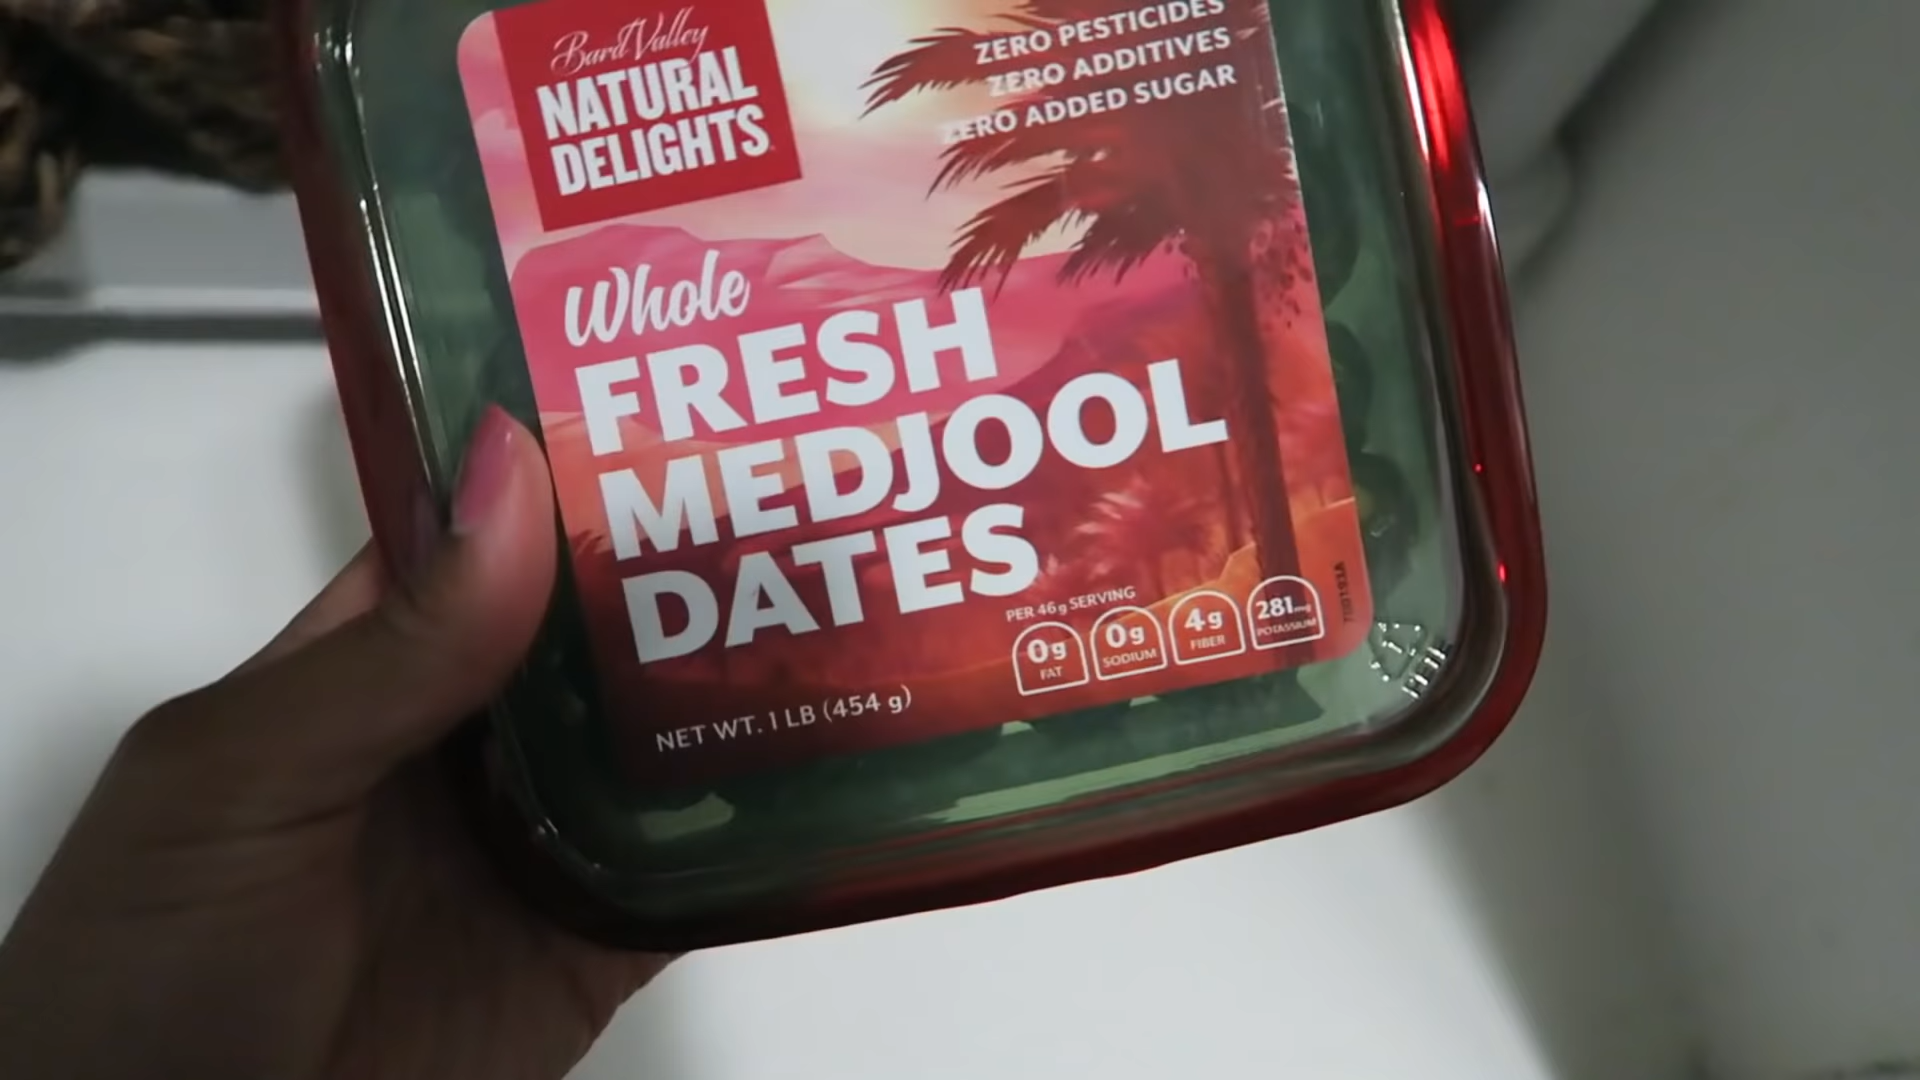 Bard Valley
NATURAL
DELIGHTS
ZERO PESTICIDES
ZERO ADDITIVES
ZERO ADDED SUGAR
Whole
FRESH
MEDJOOL
DATES
PER 46g SERVING
0g FAT
0g SODIUM
4g FIBER
281mg POTASSIUM
NET WT. 1 LB (454 g)